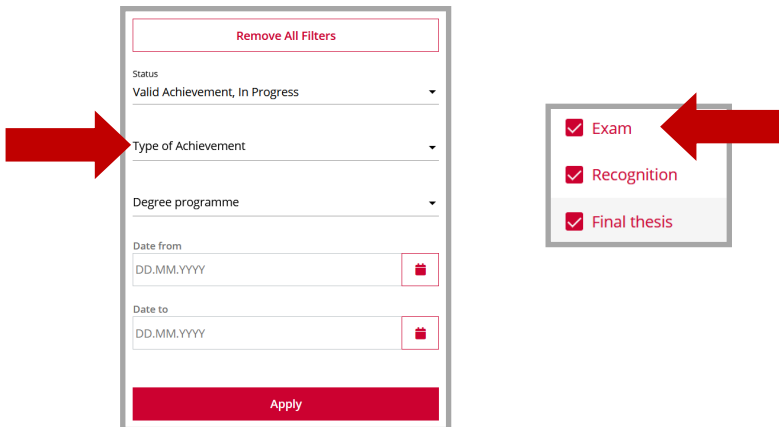 Remove All Filters
Status
Valid Achievement, In Progress
Type of Achievement
Degree programme
Date from
DD.MM.YYYY
Date to
DD.MM.YYYY
Apply
Exam
Recognition
Final thesis